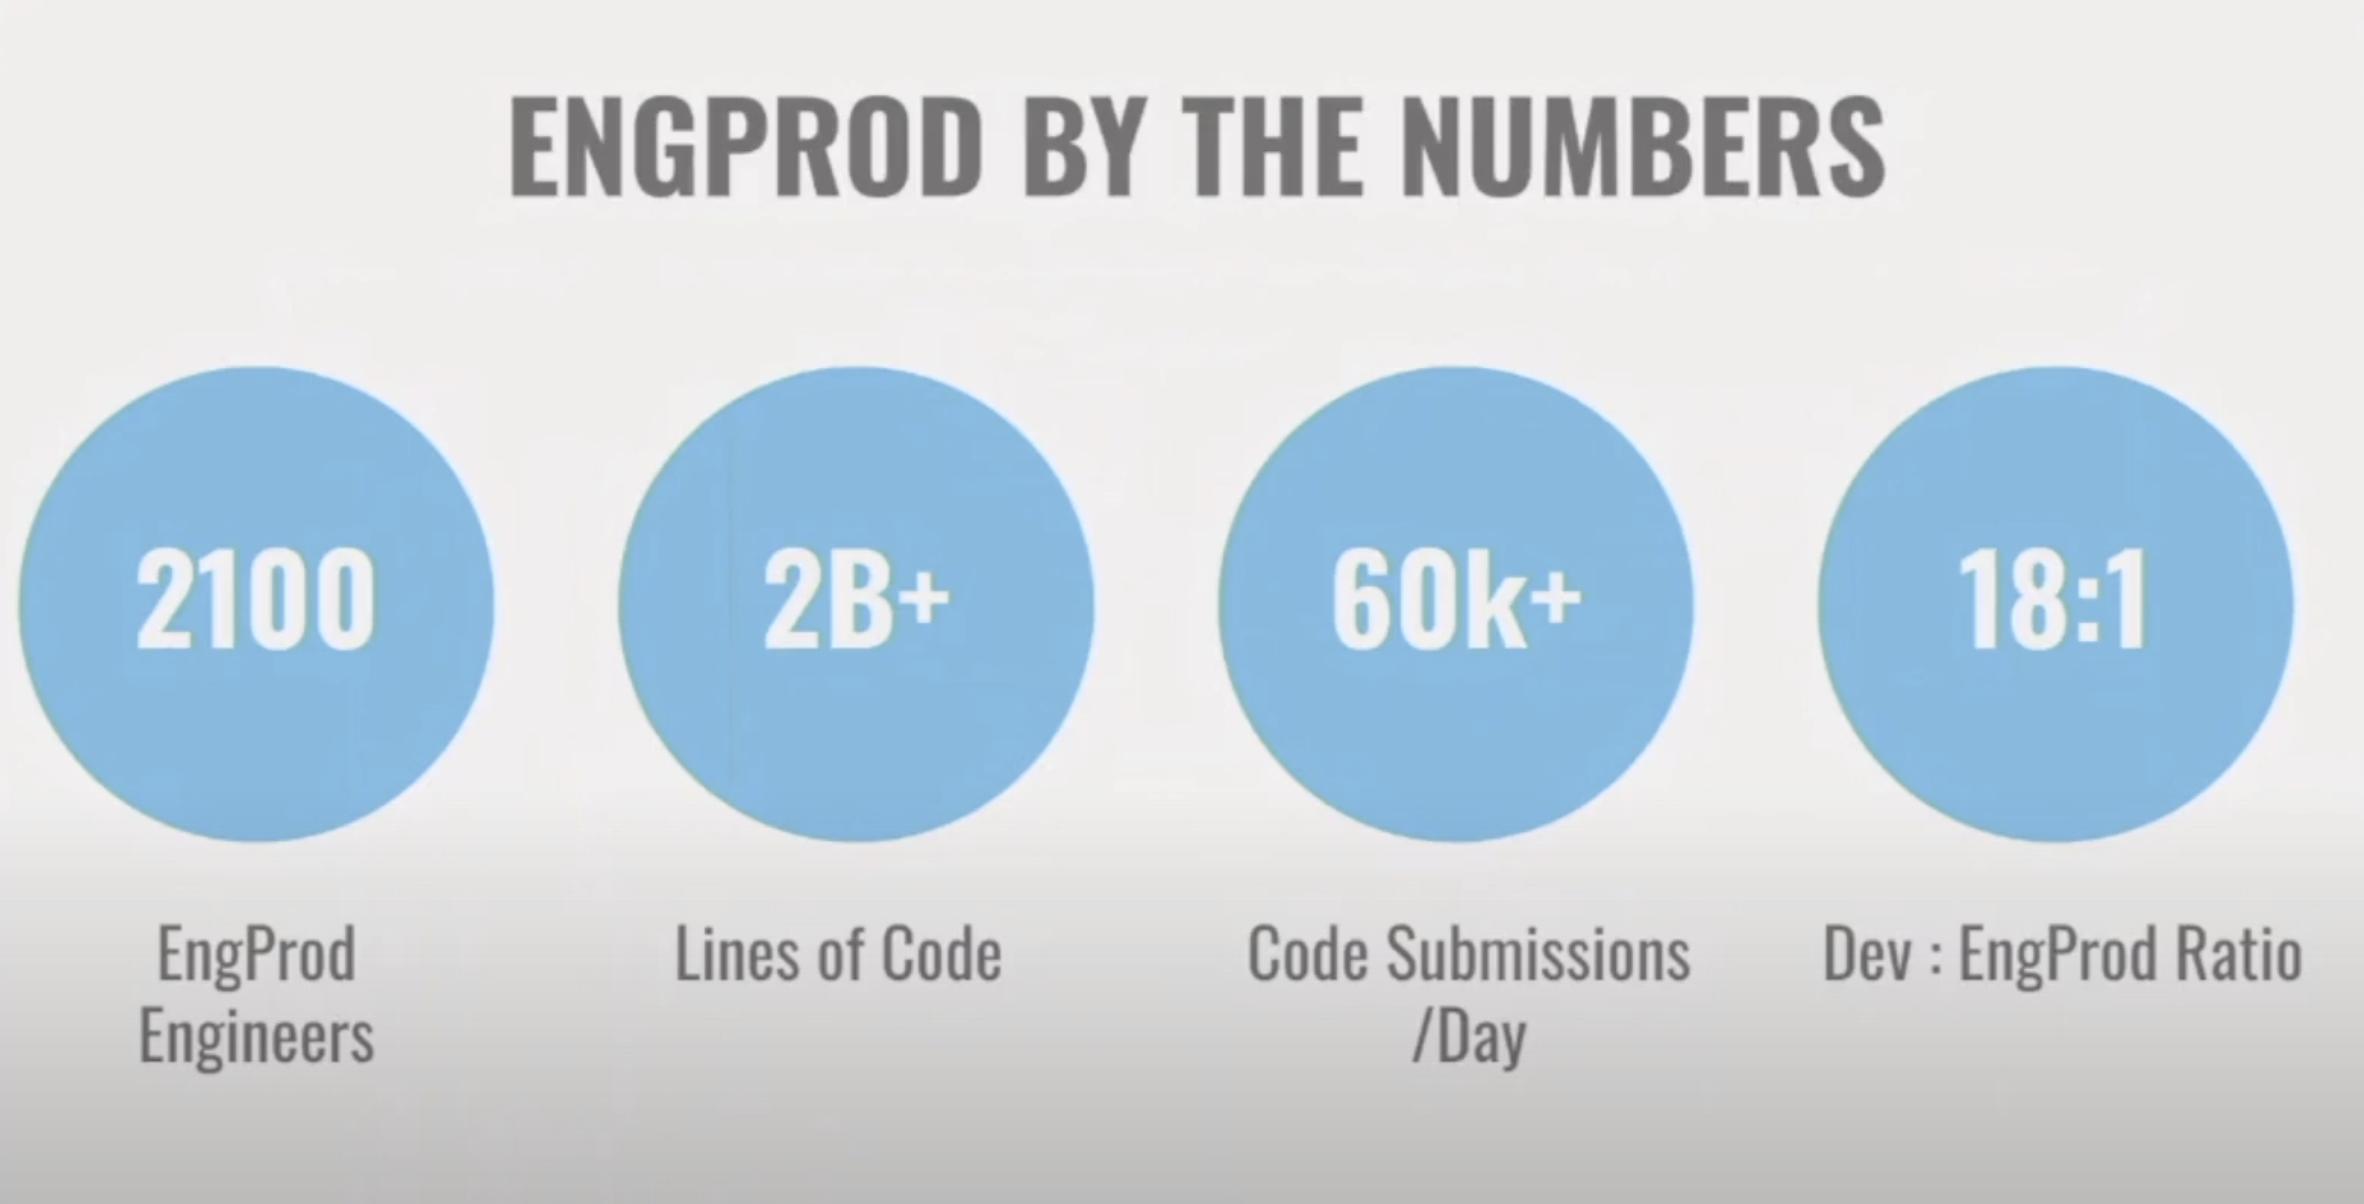 ENGPROD BY THE NUMBERS
2100
2B+
60k+
18:1
EngProd
Engineers
Lines of Code
Code Submissions
/Day
Dev : EngProd Ratio